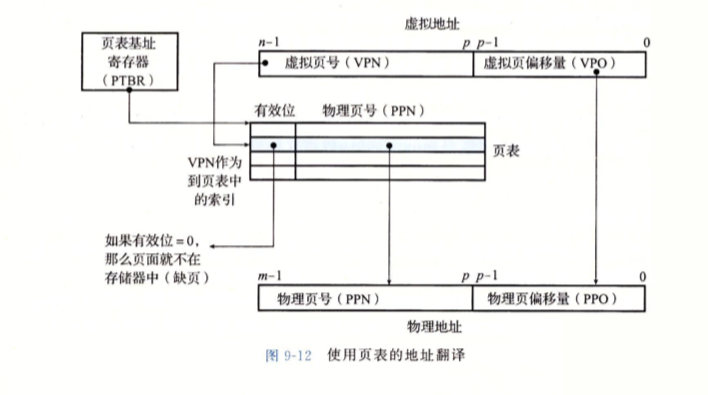 虚拟地址
页表基址
寄存器
（PTBR）
n-1 p p-1 0
虚拟页号（VPN） 虚拟页偏移量（VPO）
有效位 物理页号（PPN）
页表
VPN作为
到页表中
的索引
如果有效位=0，
那么页面就不在
存储器中（缺页）
m-1 p p-1 0
物理页号（PPN） 物理页偏移量（PPO）
物理地址
图 9-12 使用页表的地址翻译